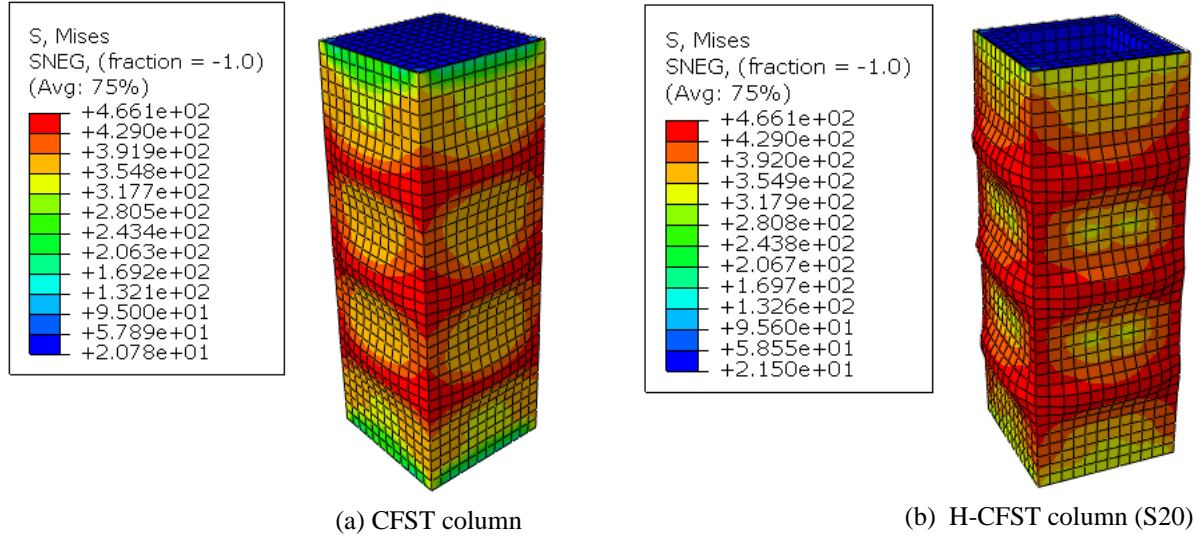 S, Mises
SNEG, (fraction = -1.0)
(Avg: 75%)
+4.661e+02
+4.290e+02
+3.919e+02
+3.548e+02
+3.177e+02
+2.805e+02
+2.434e+02
+2.063e+02
+1.692e+02
+1.321e+02
+9.500e+01
+5.789e+01
+2.078e+01
(a) CFST column
S, Mises
SNEG, (fraction = -1.0)
(Avg: 75%)
+4.661e+02
+4.290e+02
+3.920e+02
+3.549e+02
+3.179e+02
+2.808e+02
+2.438e+02
+2.067e+02
+1.697e+02
+1.326e+02
+9.560e+01
+5.855e+01
+2.150e+01
(b) H-CFST column (S20)